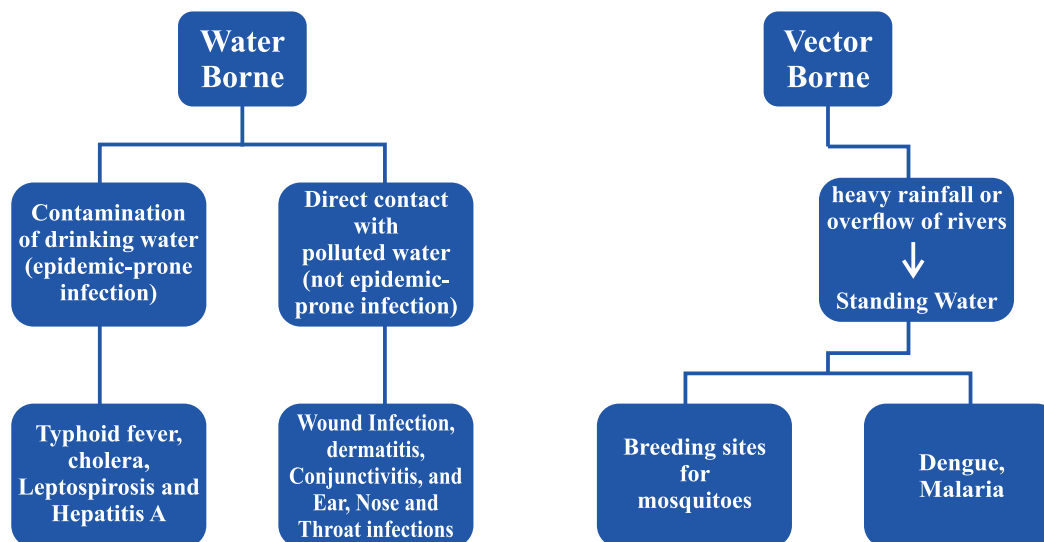 Water
Borne
Vector
Borne
Contamination
of drinking water
(epidemic-prone
infection)
Direct contact
with
polluted water
(not epidemic-
prone infection)
heavy rainfall or
overflow of rivers
Standing Water
Typhoid fever,
cholera,
Leptospirosis and
Hepatitis A
Wound Infection,
dermatitis,
Conjunctivitis, and
Ear, Nose and
Throat infections
Breeding sites
for
mosquitoes
Dengue,
Malaria